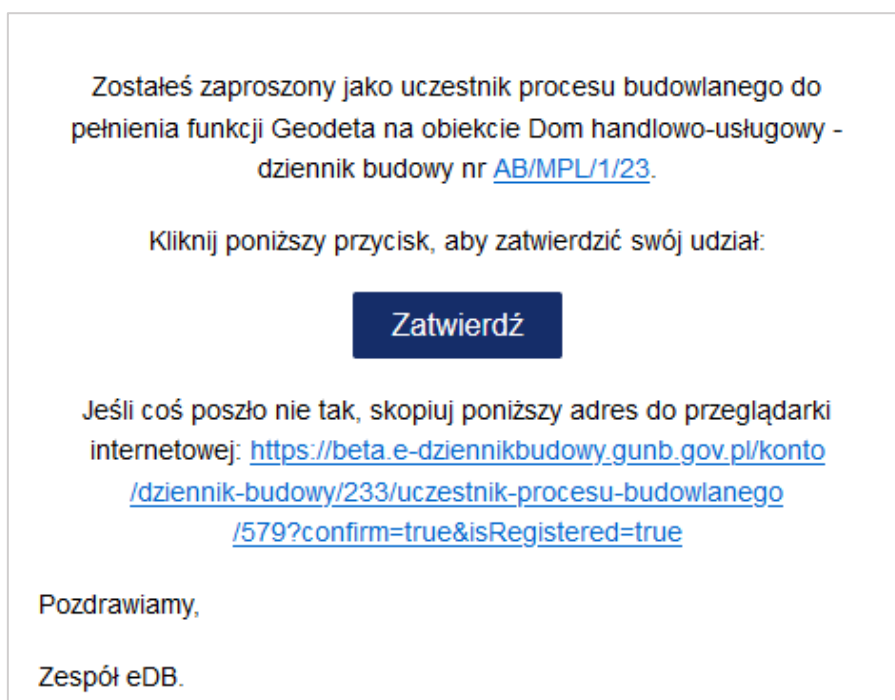 Zostałeś zaproszony jako uczestnik procesu budowlanego do
pełnienia funkcji Geodeta na obiekcie Dom handlowo-usługowy -
dziennik budowy nr AB/MPL/1/23.
Kliknij poniższy przycisk, aby zatwierdzić swój udział:
Zatwierdź
Jeśli coś poszło nie tak, skopiuj poniższy adres do przeglądarki
internetowej: https://beta.e-dziennikbudowy.gunb.gov.pl/konto
/dziennik-budowy/233/uczestnik-procesu-budowlanego
/579?confirm=true&isRegistered=true
Pozdrawiamy,
Zespół eDB.